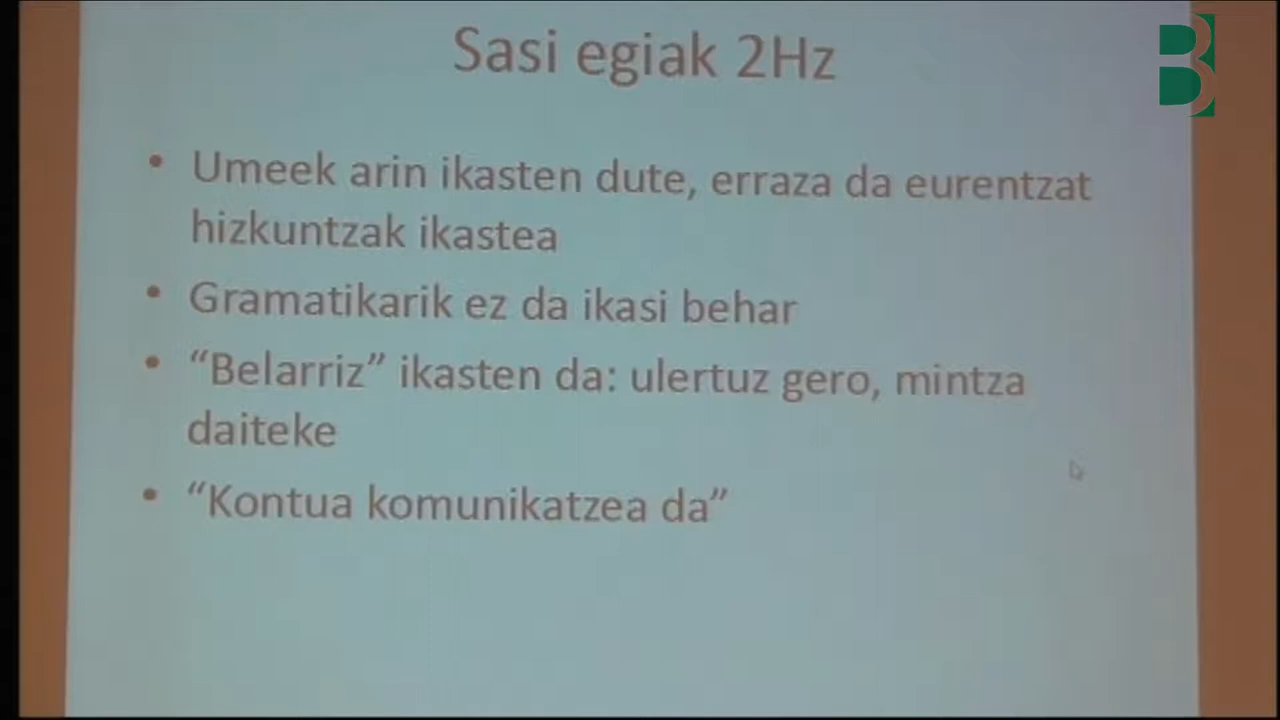 Sasi egiak 2Hz
• Umeek arin ikasten dute, erraza da eurentzat
hizkuntzak ikastea
• Gramatikarik ez da ikasi behar
• “Belarriz” ikasten da: ulertuz gero, mintza
daiteke
• “Kontua komunikatzea da”
B